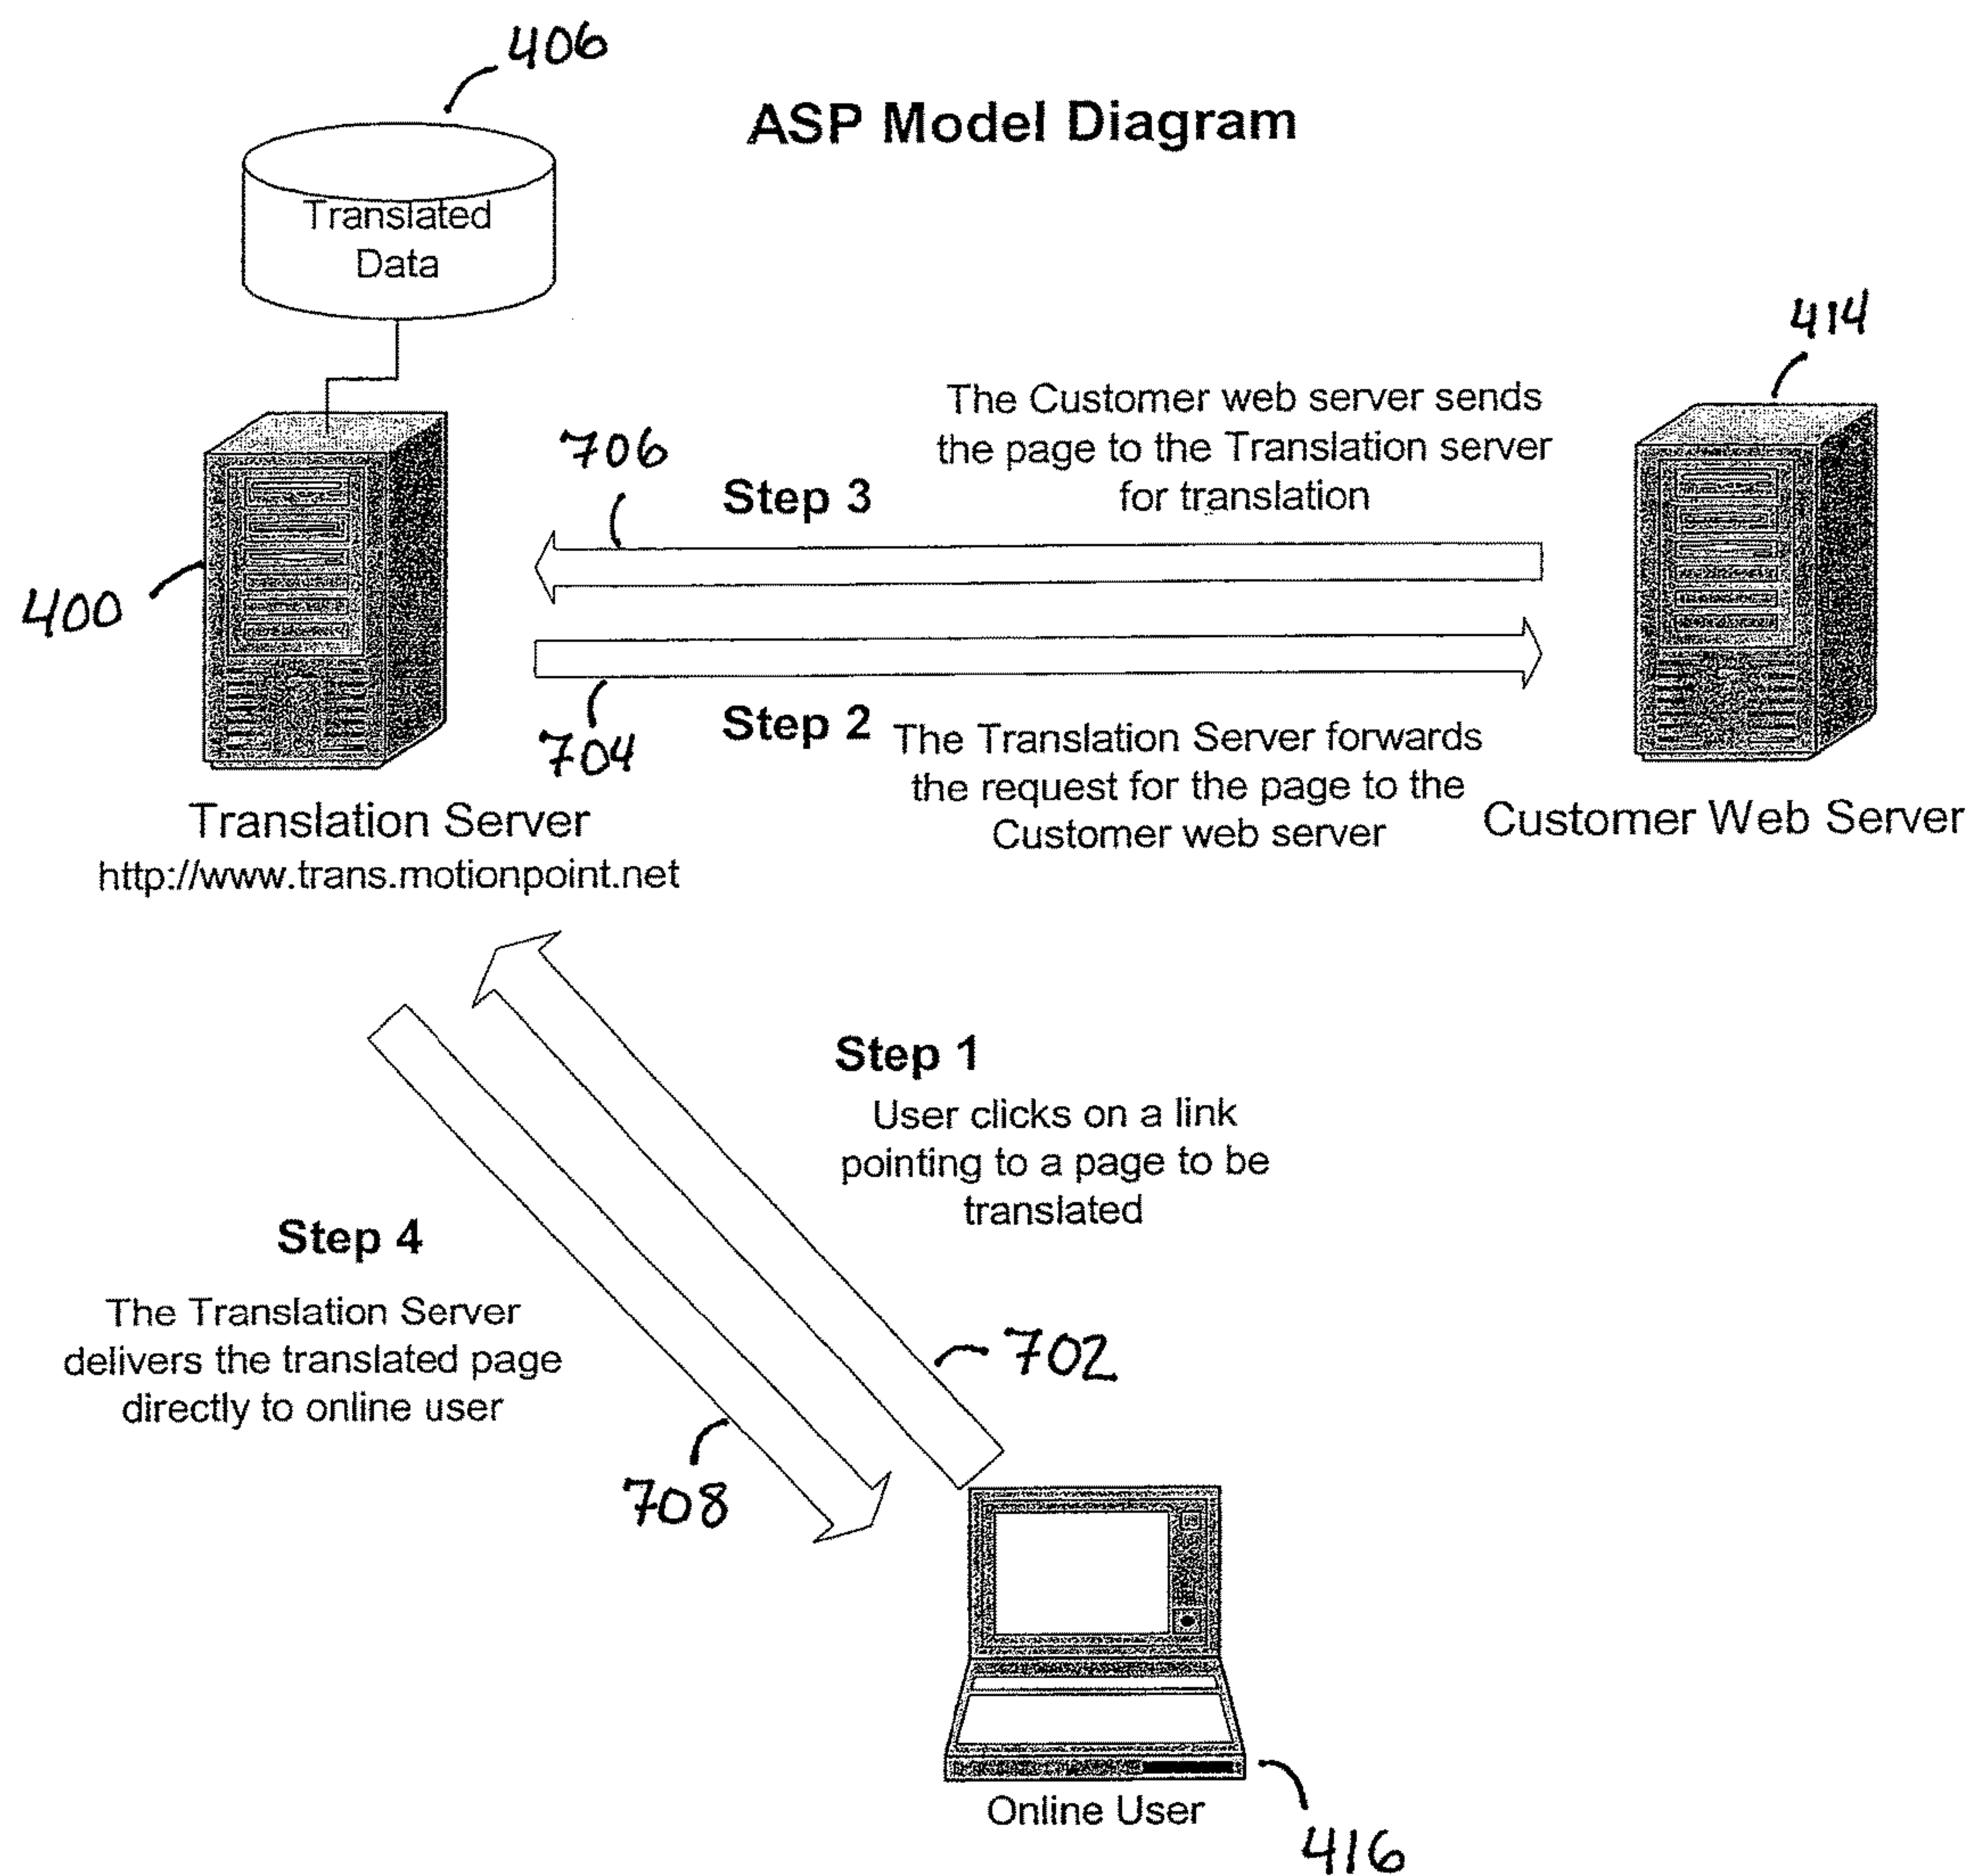 406
ASP Model Diagram
Translated
Data
414
The Customer web server sends
the page to the Translation server
for translation
706
Step 3
400
704
Step 2
The Translation Server forwards
the request for the page to the
Customer web server
Translation Server
http://www.trans.motionpoint.net
Customer Web Server
Step 1
User clicks on a link
pointing to a page to be
translated
Step 4
The Translation Server
delivers the translated page
directly to online user
702
708
Online User
416